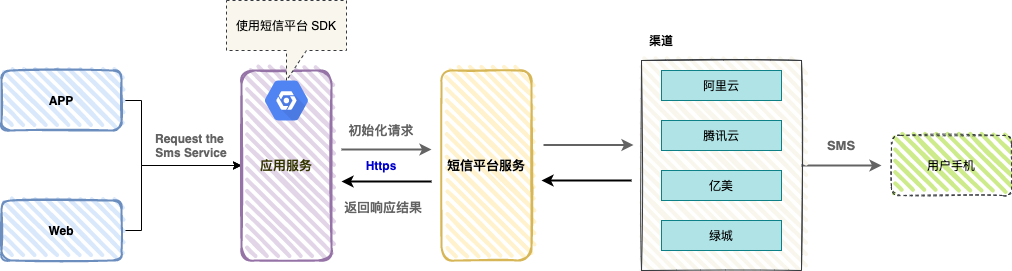 使用短信平台 SDK
渠道
APP
阿里云
初始化请求
腾讯云
Request the
Sms Service
SMS
应用服务
Https
短信平台服务
用户手机
亿美
返回响应结果
Web
绿城